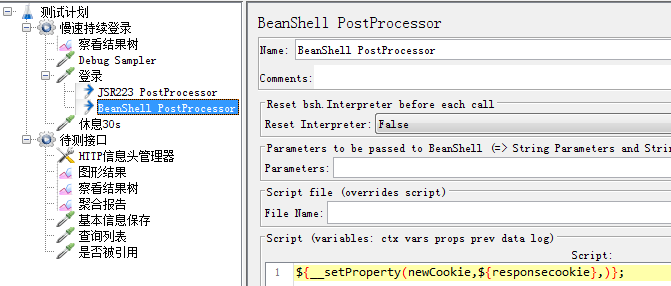 测试计划
慢速持续登录
察看结果树
Debug Sampler
登录
JSR223 PostProcessor
BeanShell PostProcessor
休息30s
待测接口
HTTP信息头管理器
图形结果
察看结果树
聚合报告
基本信息保存
查询列表
是否被引用
BeanShell PostProcessor
Name: BeanShell PostProcessor
Comments:
Reset bsh.Interpreter before each call
Reset Interpreter: False
Parameters to be passed to BeanShell (=> String Parameters and Strin
Parameters:
Script file (overrides script)
File Name:
Script (variables: ctx vars props prev data log)
Script:
1 ${__setProperty(newCookie,${responsecookie},)};